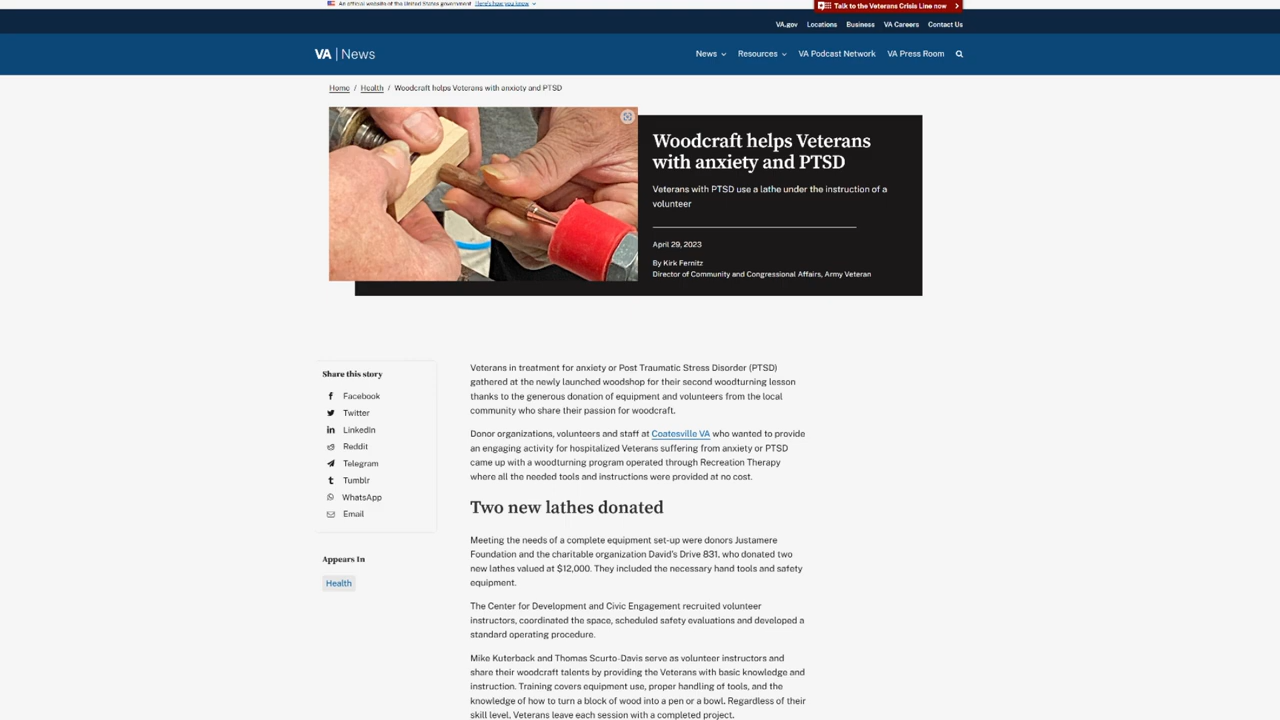 An official website of the United States government Here's how you know
Talk to the Veterans Crisis Line now
VA.gov Locations Business VA Careers Contact Us
VA | News
News Resources VA Podcast Network VA Press Room
Home / Health / Woodcraft helps Veterans with anxiety and PTSD
Woodcraft helps Veterans
with anxiety and PTSD
Veterans with PTSD use a lathe under the instruction of a
volunteer
April 29, 2023
By Kirk Fernitz
Director of Community and Congressional Affairs, Army Veteran
Share this story
Facebook
Twitter
LinkedIn
Reddit
Telegram
Tumblr
WhatsApp
Email
Appears In
Health
Veterans in treatment for anxiety or Post Traumatic Stress Disorder (PTSD)
gathered at the newly launched woodshop for their second woodturning lesson
thanks to the generous donation of equipment and volunteers from the local
community who share their passion for woodcraft.
Donor organizations, volunteers and staff at Coatesville VA who wanted to provide
an engaging activity for hospitalized Veterans suffering from anxiety or PTSD
came up with a woodturning program operated through Recreation Therapy
where all the needed tools and instructions were provided at no cost.
Two new lathes donated
Meeting the needs of a complete equipment set-up were donors Justamere
Foundation and the charitable organization David's Drive 831, who donated two
new lathes valued at $12,000. They included the necessary hand tools and safety
equipment.
The Center for Development and Civic Engagement recruited volunteer
instructors, coordinated the space, scheduled safety evaluations and developed a
standard operating procedure.
Mike Kuterback and Thomas Scurto-Davis serve as volunteer instructors and
share their woodcraft talents by providing the Veterans with basic knowledge and
instruction. Training covers equipment use, proper handling of tools, and the
knowledge of how to turn a block of wood into a pen or a bowl. Regardless of their
skill level, Veterans leave each session with a completed project.